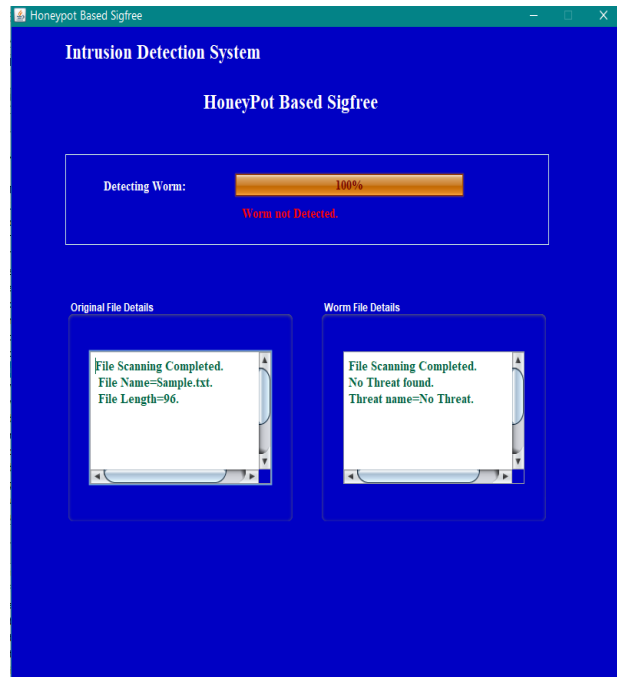 Honeypot Based Sigfree
Intrusion Detection System
HoneyPot Based Sigfree
Detecting Worm:
100%
Worm not Detected.
Original File Details
File Scanning Completed.
File Name=Sample.txt.
File Length=96.
Worm File Details
File Scanning Completed.
No Threat found.
Threat name=No Threat.